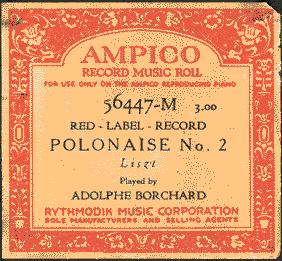 AMPICO
RECORD MUSIC ROLL
FOR USE ONLY ON THE AMPICO REPRODUCING PIANO
56447-M 3.00
RED-LABEL-RECORD
POLONAISE No. 2
Liszt
Played by
ADOLPHE BORCHARD
RYTHMODIK MUSIC CORPORATION
SOLE MANUFACTURERS AND SELLING AGENTS